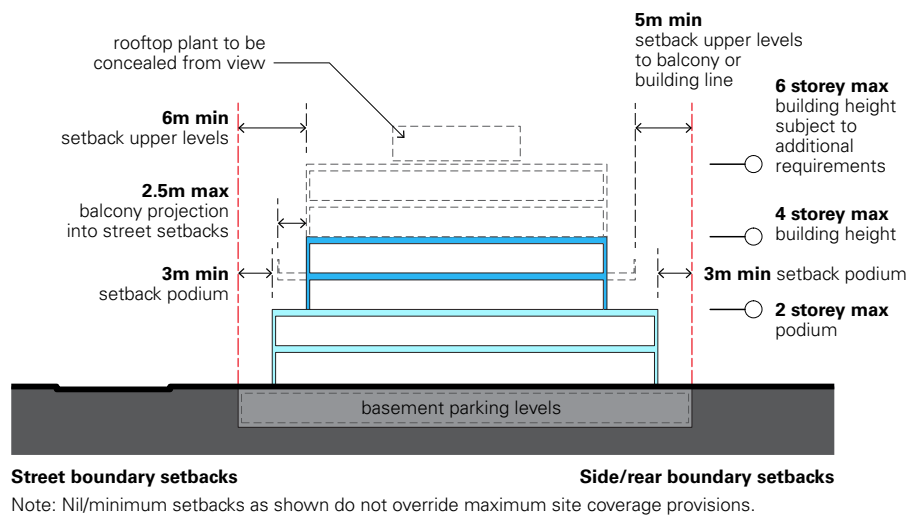 rooftop plant to be
concealed from view
6m min
setback upper levels
2.5m max
balcony projection
into street setbacks
3m min
setback podium
5m min
setback upper levels
to balcony or
building line
6 storey max
building height
subject to
additional
requirements
4 storey max
building height
3m min setback podium
2 storey max
podium
basement parking levels
Street boundary setbacks
Side/rear boundary setbacks
Note: Nil/minimum setbacks as shown do not override maximum site coverage provisions.